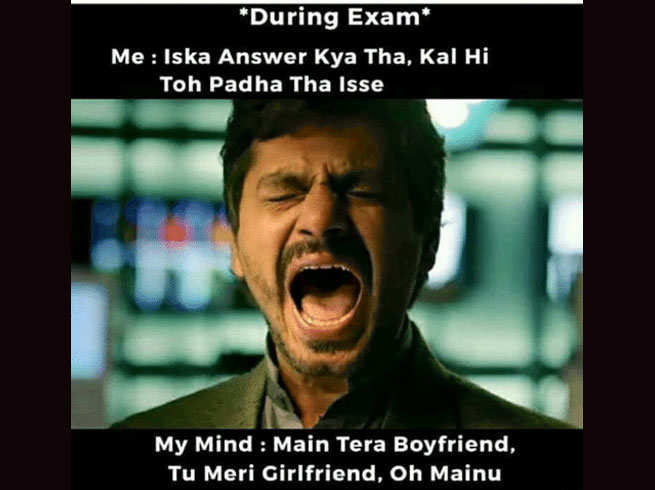 *During Exam*
Me : Iska Answer Kya Tha, Kal Hi
Toh Padha Tha Isse
My Mind : Main Tera Boyfriend,
Tu Meri Girlfriend, Oh Mainu